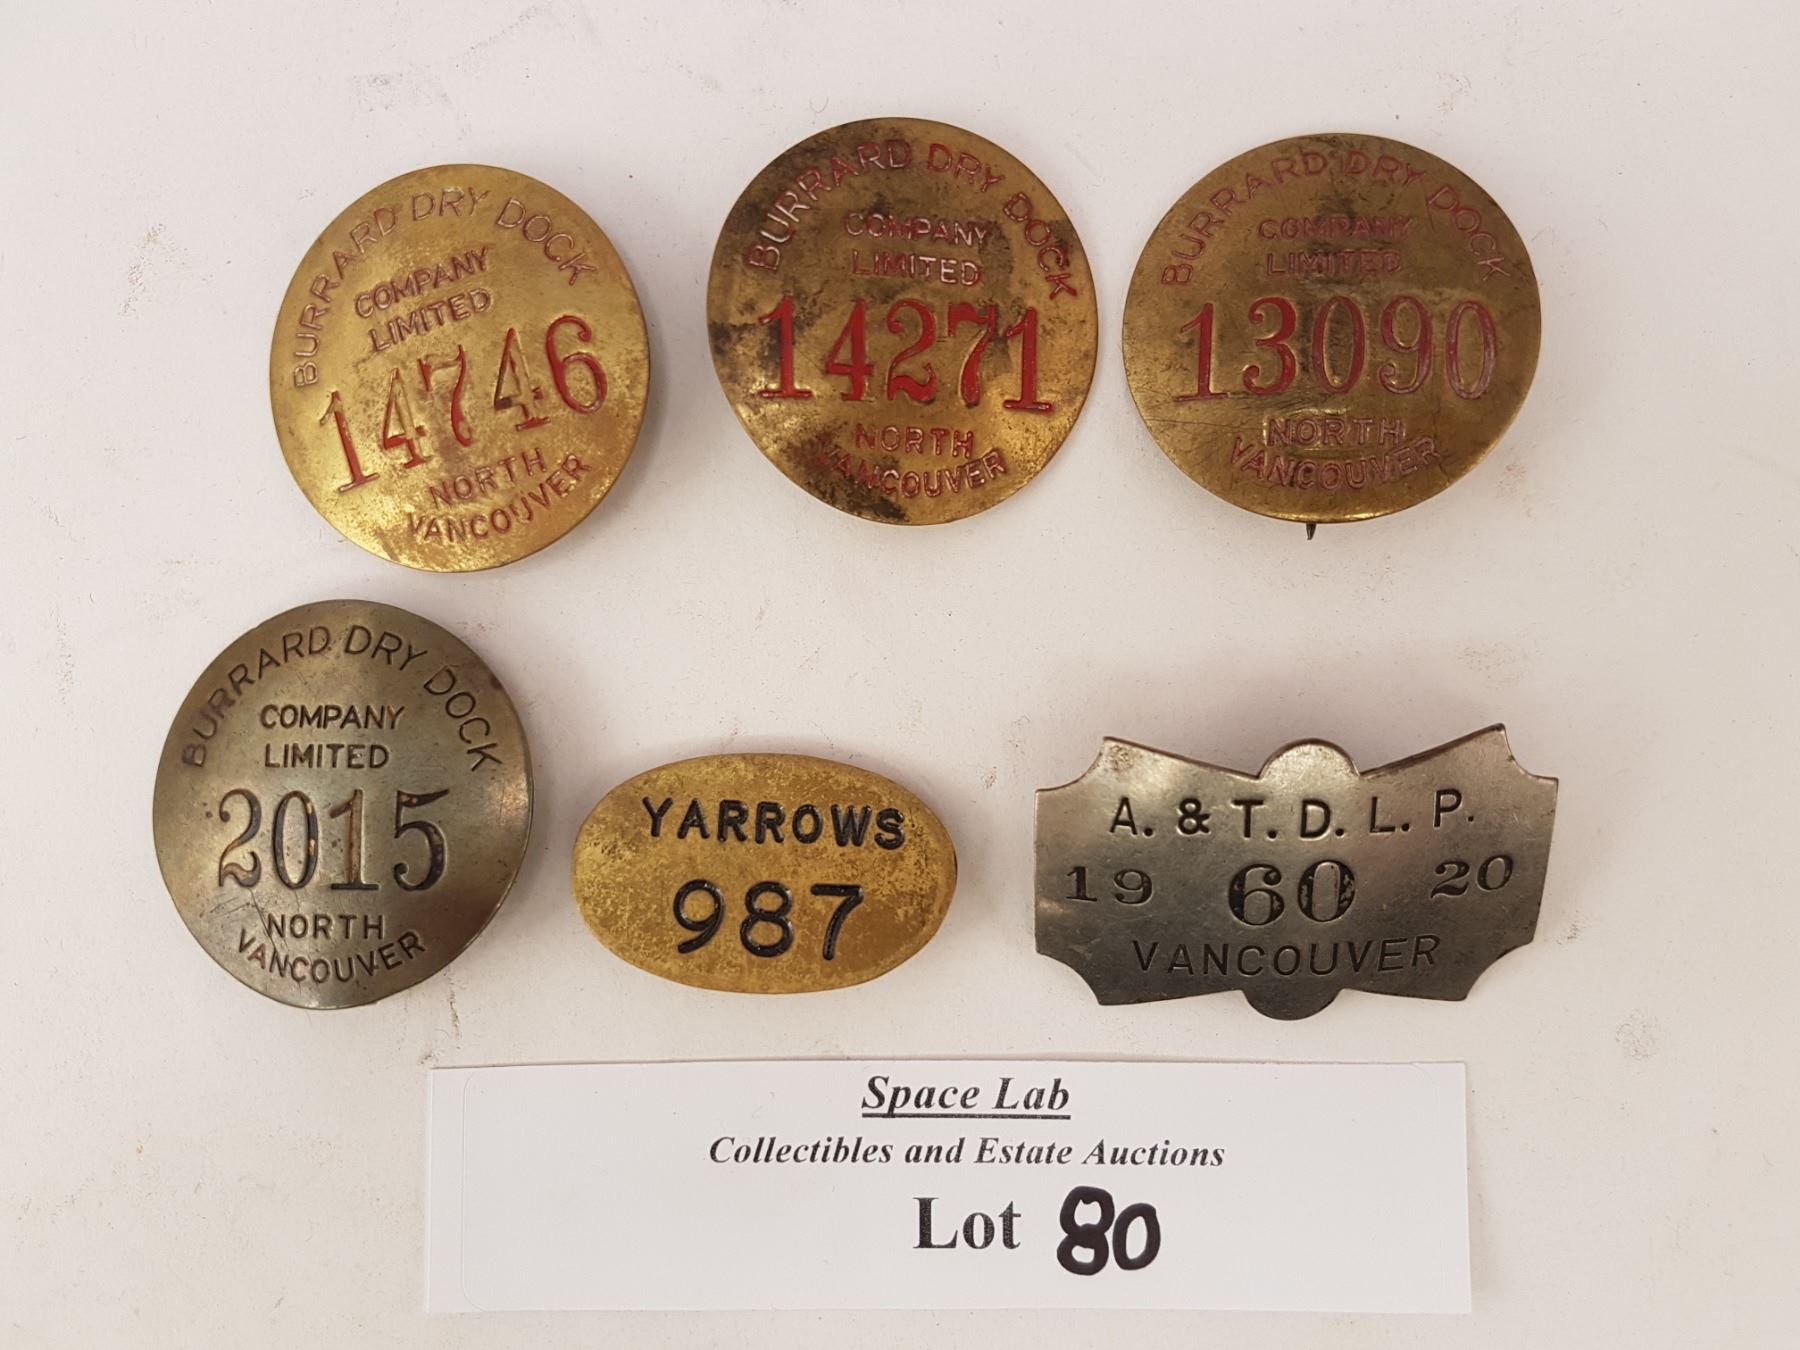 BURRARD DRY DOCK
COMPANY
LIMITED
14746
NORTH
VANCOUVER
BURRARD DRY DOCK
COMPANY
LIMITED
14271
NORTH
VANCOUVER
BURRARD DRY DOCK
COMPANY
LIMITED
13090
NORTH
VANCOUVER
BURRARD DRY DOCK
COMPANY
LIMITED
2015
NORTH
VANCOUVER
YARROWS
987
A. & T. D. L. P.
19 60 20
VANCOUVER
Space Lab
Collectibles and Estate Auctions
Lot 80